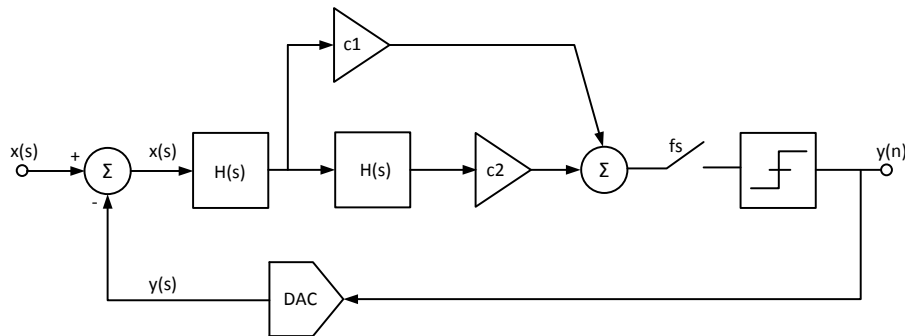 c1
x(s)
+
Σ
-
x(s)
H(s)
H(s)
c2
Σ
fs
y(n)
y(s)
DAC